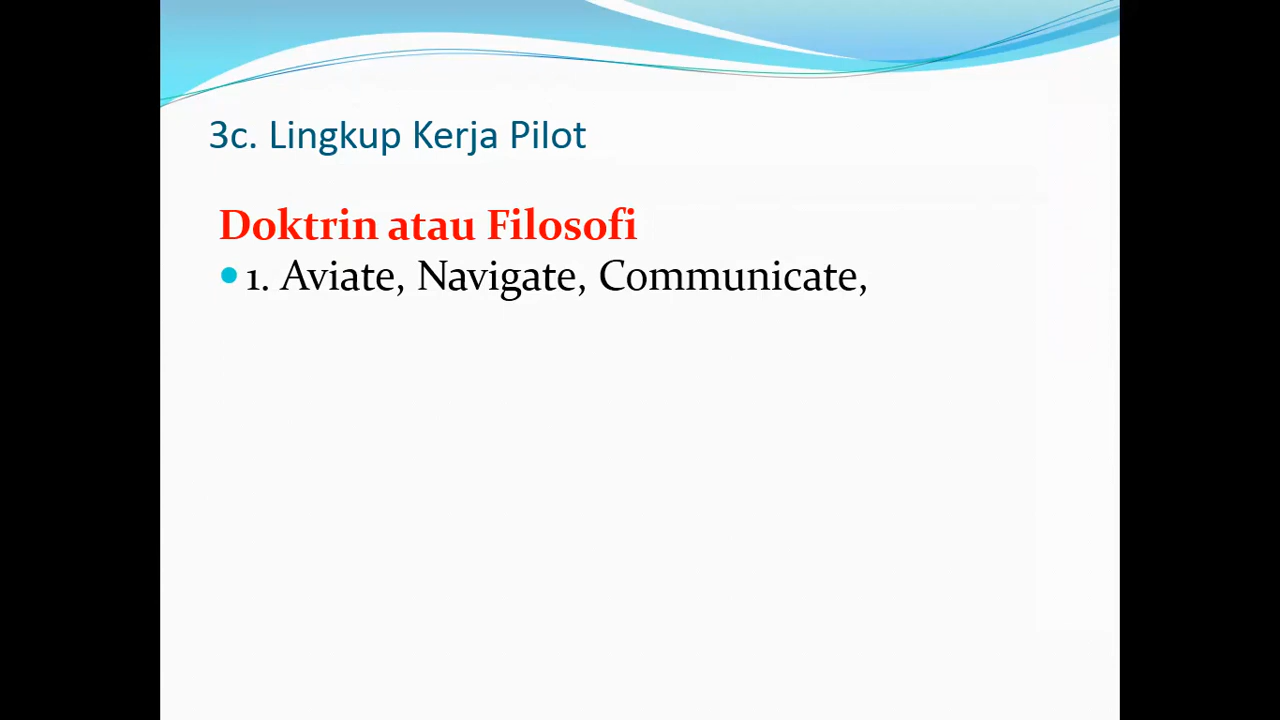 3c. Lingkup Kerja Pilot
Doktrin atau Filosofi
• 1. Aviate, Navigate, Communicate,